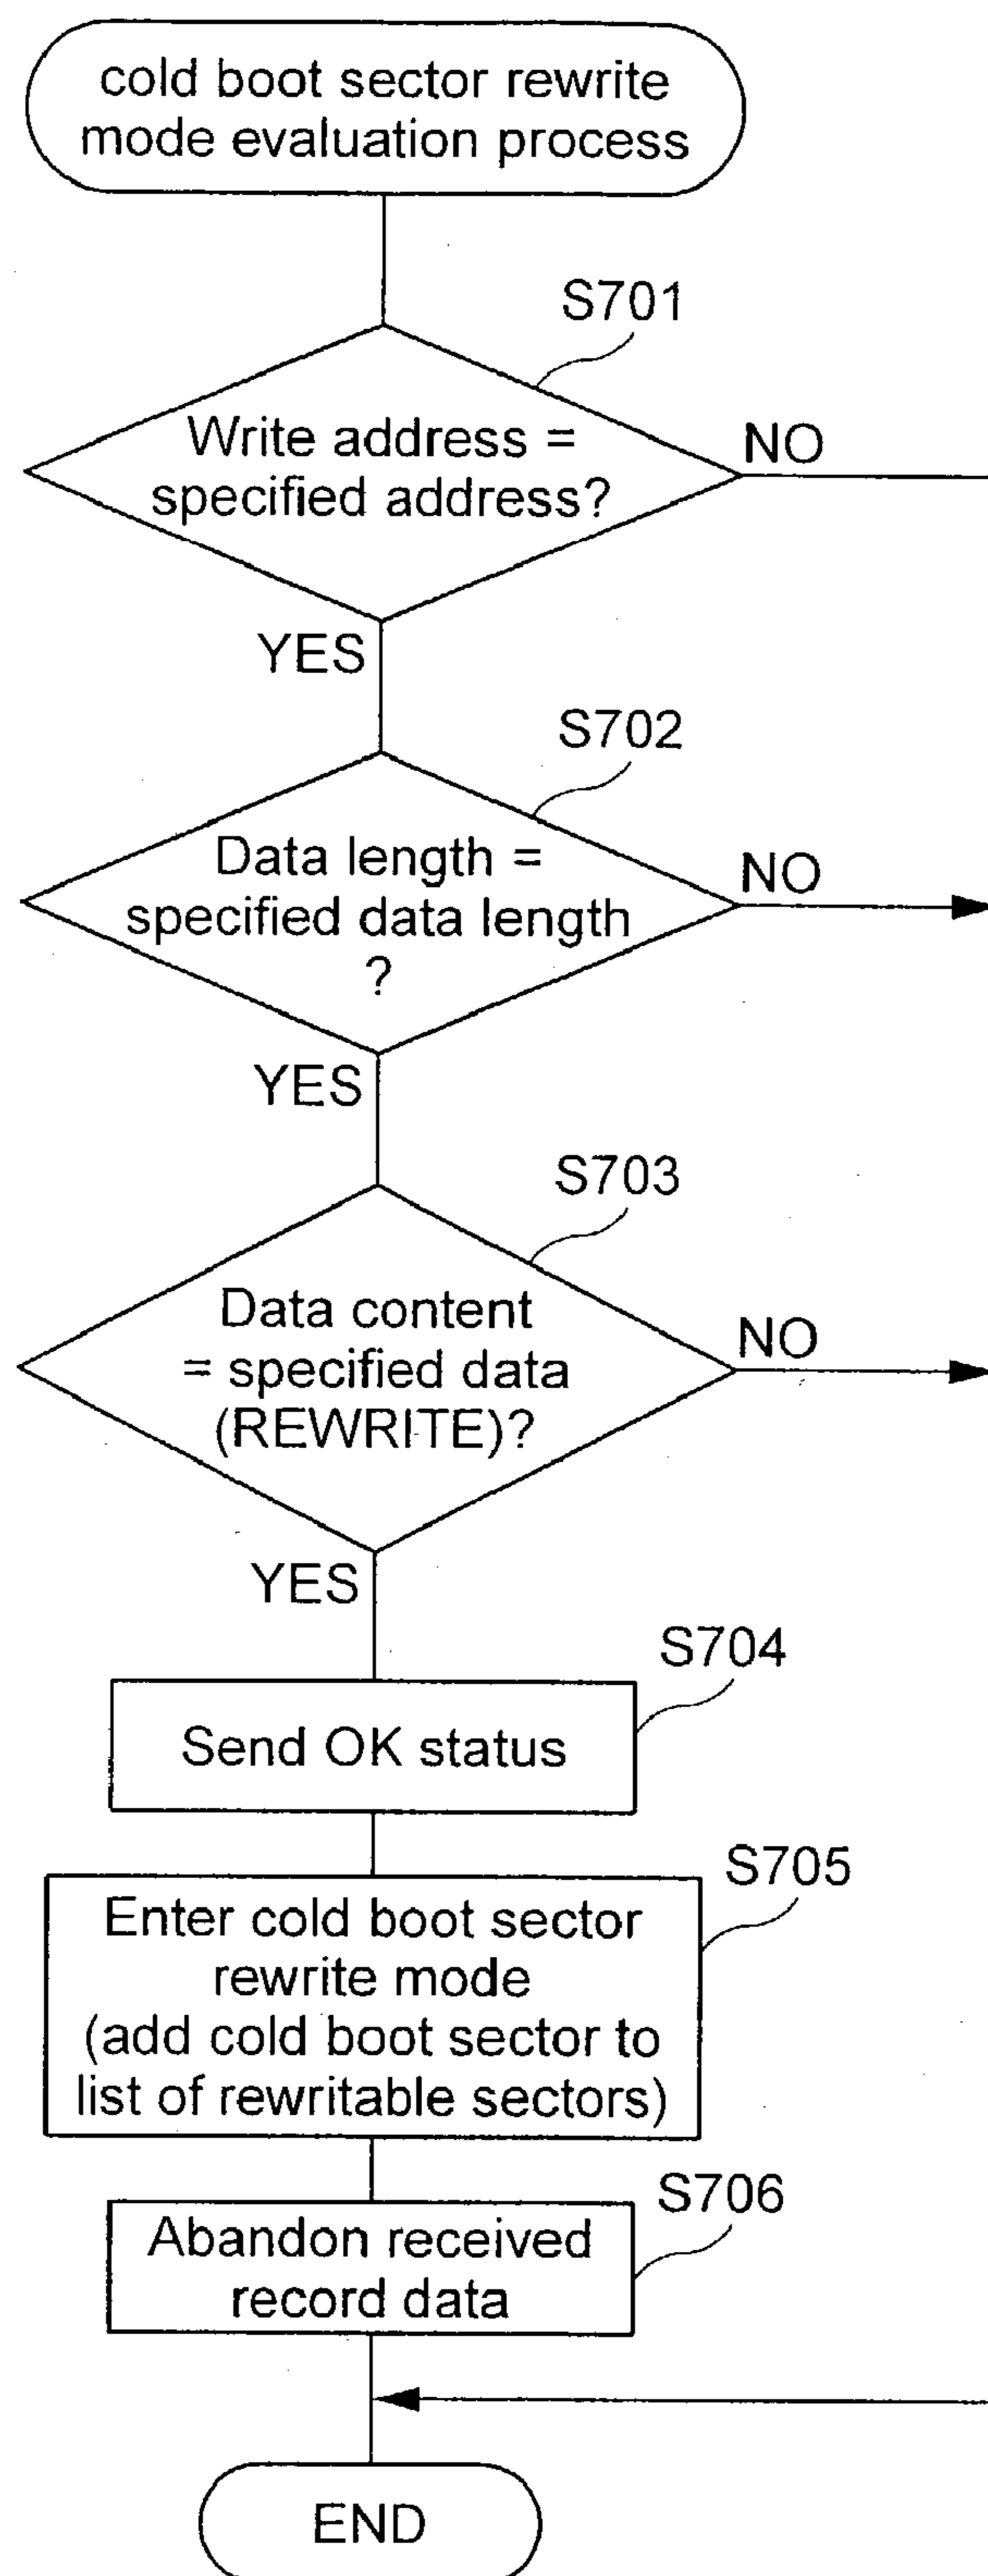 cold boot sector rewrite
mode evaluation process
S701
Write address =
specified address?
NO
YES
S702
Data length =
specified data length
?
NO
YES
S703
Data content
= specified data
(REWRITE)?
NO
YES
S704
Send OK status
S705
Enter cold boot sector
rewrite mode
(add cold boot sector to
list of rewritable sectors)
S706
Abandon received
record data
END